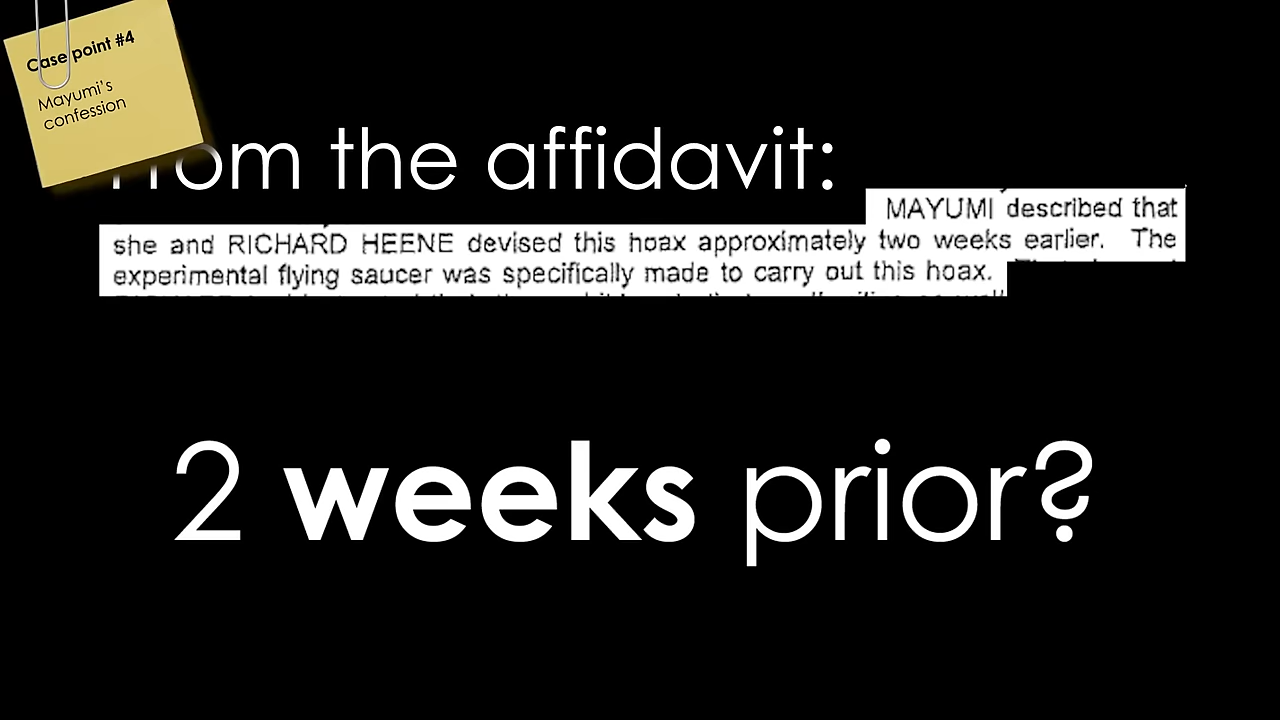 Case point #4
Mayumi's
confession
from the affidavit:
MAYUMI described that
she and RICHARD HEENE devised this hoax approximately two weeks earlier. The
experimental flying saucer was specifically made to carry out this hoax.
2 weeks prior?